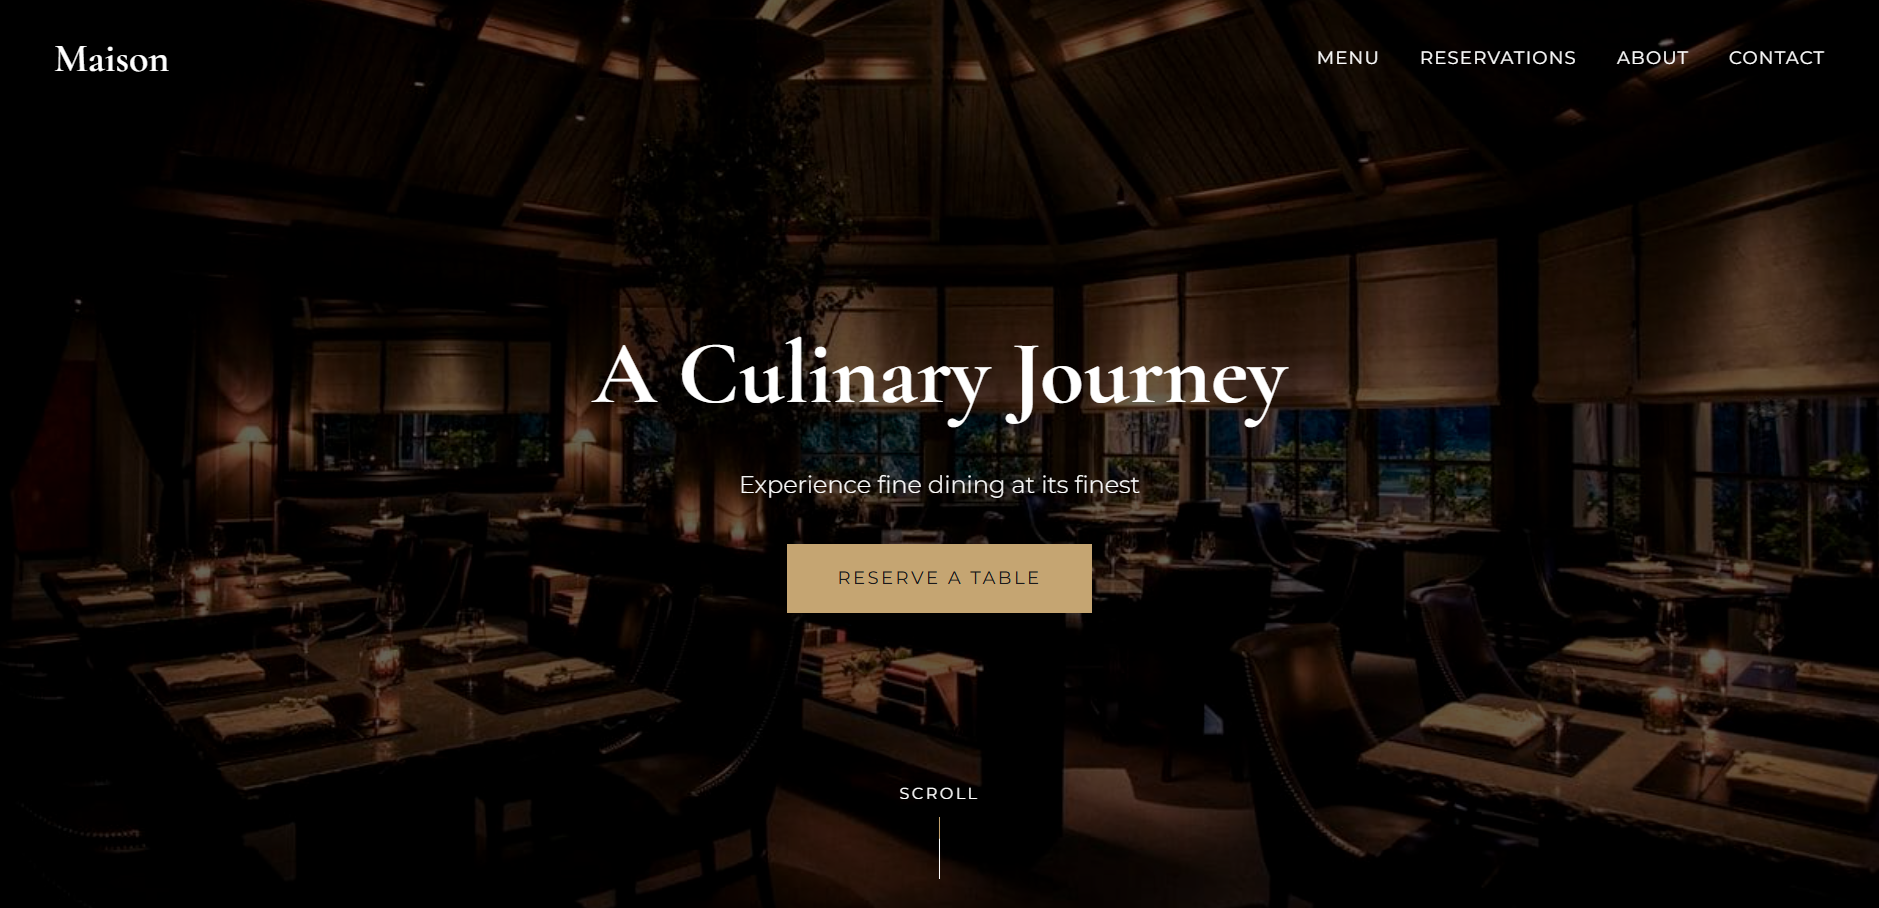 Maison
MENU RESERVATIONS ABOUT CONTACT
A Culinary Journey
Experience fine dining at its finest
RESERVE A TABLE
SCROLL